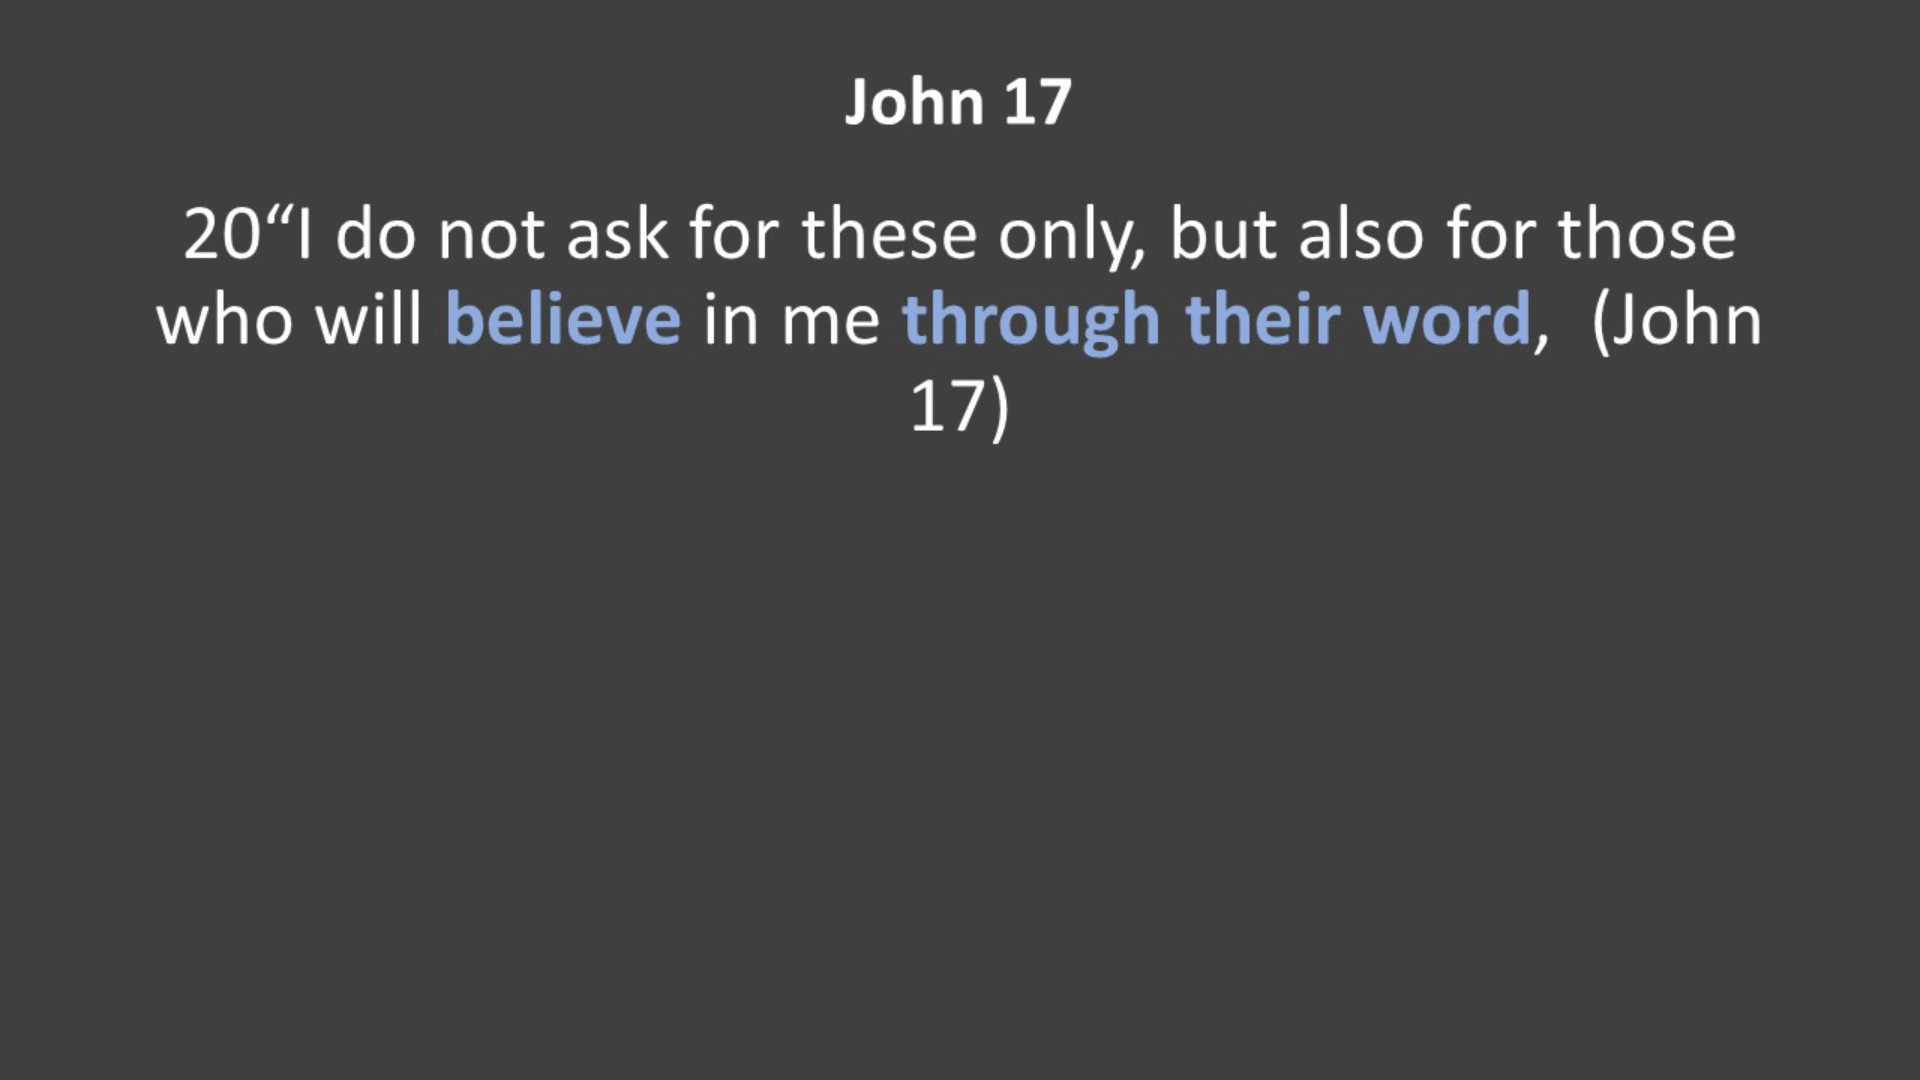 John 17
20“I do not ask for these only, but also for those
who will believe in me through their word,  (John
17)